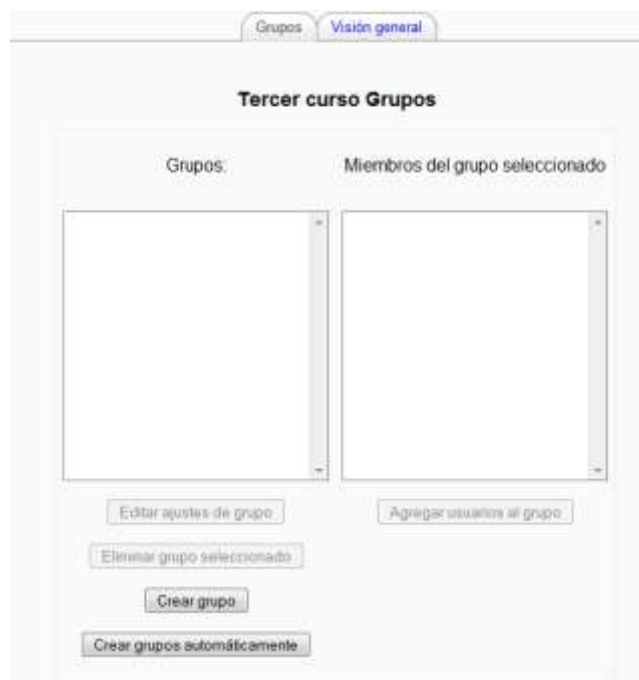 Grupos Visión general
Tercer curso Grupos
Grupos: Miembros del grupo seleccionado
Editar ajustes de grupo Agregar usuarios al grupo
Eliminar grupo seleccionado
Crear grupo
Crear grupos automáticamente